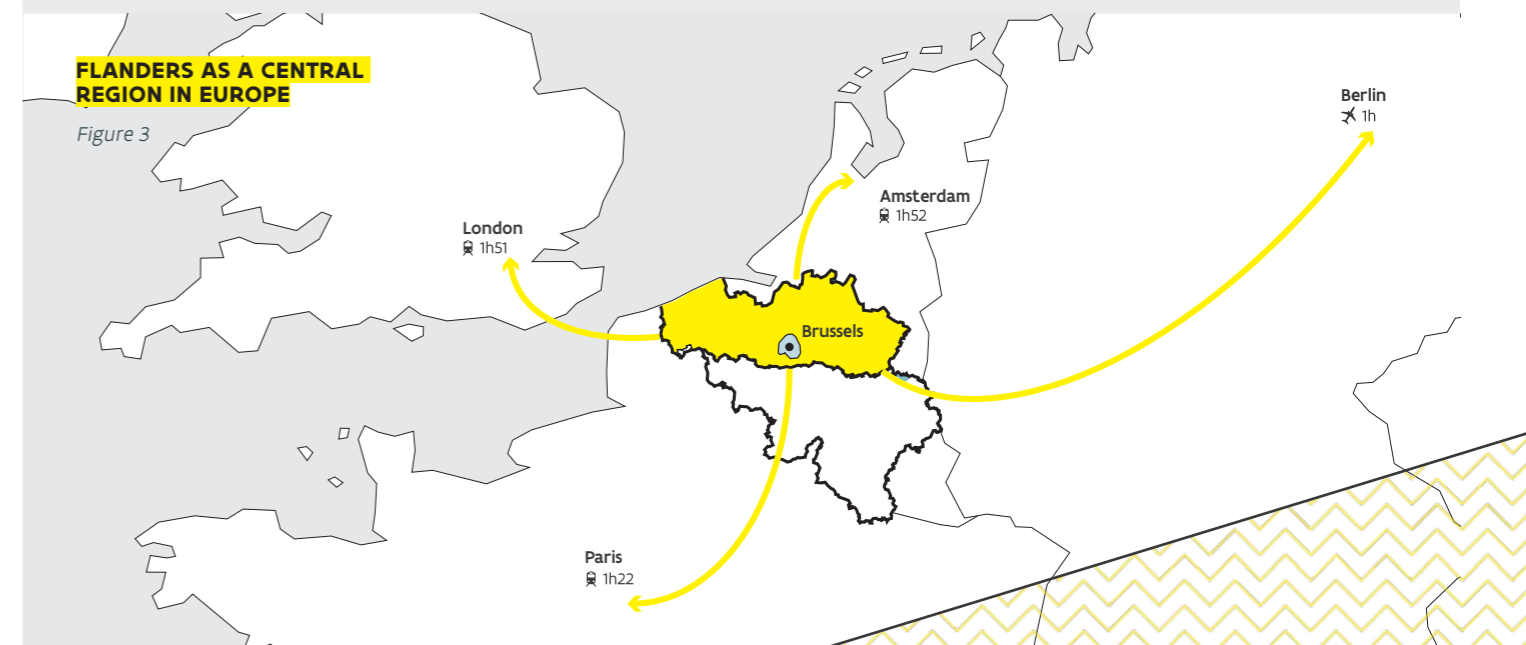 FLANDERS AS A CENTRAL
REGION IN EUROPE
Figure 3
Berlin
1h
Amsterdam
1h52
London
1h51
Brussels
Paris
1h22